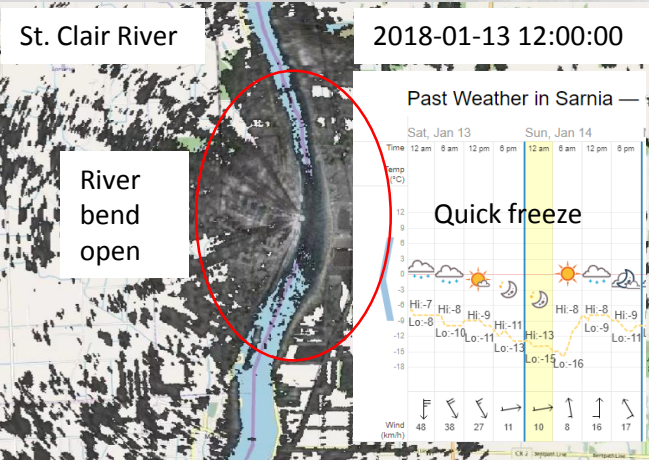 St. Clair River
2018-01-13 12:00:00
Past Weather in Sarnia —
Sat, Jan 13 Sun, Jan 14
Time 12 am 6 am 12 pm 6 pm 12 am 6 am 12 pm 6 pm
Temp
(°C)
River
bend
open
Quick freeze
12
9
6
3
0
-3
-6
-9
-12
-15
-18
Hi:-7 Hi:-8 Hi:-9 Hi:-11 Hi:-13 Hi:-8 Hi:-8 Hi:-9
Lo:-8 Lo:-10 Lo:-11 Lo:-13 Lo:-15 Lo:-16 Lo:-9 Lo:-11
Wind
(km/h)
48 38 27 11 10 8 16 17